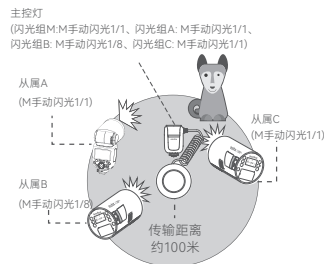 主控灯
(闪光组M:M手动闪光1/1、闪光组A: M手动闪光1/1、
闪光组B: M手动闪光1/8、闪光组C: M手动闪光1/1)
从属A
(M手动闪光1/1)
从属C
(M手动闪光1/1)
从属B
(M手动闪光1/8)
传输距离
约100米